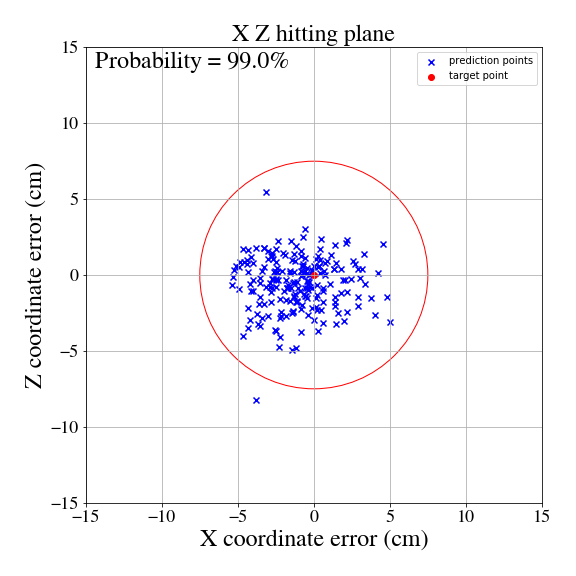 X Z hitting plane
Probability = 99.0%
prediction points
target point
15
10
5
0
−5
−10
−15
Z coordinate error (cm)
−15 −10 −5 0 5 10 15
X coordinate error (cm)